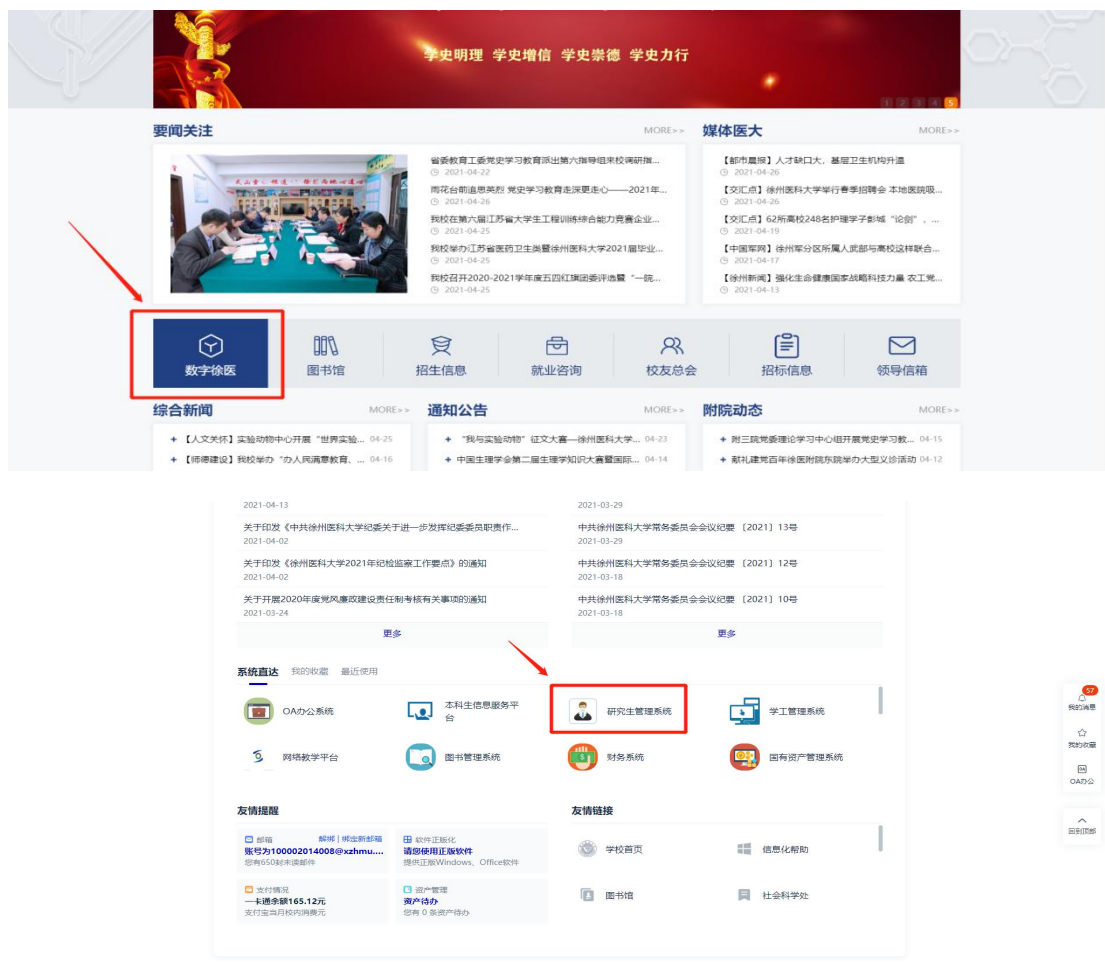 学史明理 学史增信 学史崇德 学史力行
1 2 3 4 5
要闻关注 MORE>>
省委教育工委党史学习教育派出第六指导组来校调研指...
2021-04-22
雨花台前追思英烈 党史学习教育走深更走心——2021年...
2021-04-26
我校在第六届江苏省大学生工程训练综合能力竞赛企业...
2021-04-25
我校举办江苏省医药卫生类暨徐州医科大学2021届毕业...
2021-04-25
我校召开2020-2021学年度五四红旗团委评选暨“一院...
2021-04-25
媒体医大 MORE>>
【都市晨报】人才缺口大,基层卫生机构升温
2021-04-26
【交汇点】徐州医科大学举行春季招聘会 本地医院吸...
2021-04-26
【交汇点】62所高校248名护理学子彭城“论剑”,...
2021-04-19
【中国军网】徐州军分区所属人武部与高校这样联合...
2021-04-17
【徐州新闻】强化生命健康国家战略科技力量 农工党...
2021-04-13
数字徐医
图书馆
招生信息
就业咨询
校友总会
招标信息
领导信箱
综合新闻 MORE>>
【人文关怀】实验动物中心开展“世界实验... 04-25
【师德建设】我校举办“办人民满意教育、... 04-16
通知公告 MORE>>
“我与实验动物”征文大赛—徐州医科大学... 04-23
中国生理学会第二届生理学知识大赛暨国际... 04-14
附院动态 MORE>>
附三院党委理论学习中心组开展党史学习教... 04-15
献礼建党百年徐医附院东院举办大型义诊活动 04-12
2021-04-13
关于印发《中共徐州医科大学纪委关于进一步发挥纪委委员职责作...
2021-04-02
关于印发《徐州医科大学2021年纪检监察工作要点》的通知
2021-04-02
关于开展2020年度党风廉政建设责任制考核有关事项的通知
2021-03-24
更多
2021-03-29
中共徐州医科大学常务委员会会议纪要〔2021〕13号
2021-03-29
中共徐州医科大学常务委员会会议纪要〔2021〕12号
2021-03-18
中共徐州医科大学常务委员会会议纪要〔2021〕10号
2021-03-18
更多
系统直达 我的收藏 最近使用
OA办公系统
本科生信息服务平
台
研究生管理系统
学工管理系统
网络教学平台
图书管理系统
财务系统
国有资产管理系统
友情提醒
邮箱 解绑|绑定新邮箱
账号为100002014008@xzhmu....
您有650封未读邮件
软件正版化
请您使用正版软件
提供正版Windows、Office软件
支付情况
一卡通余额165.12元
支付宝当月校内消费元
资产管理
资产待办
您有 0 条资产待办
友情链接
学校首页
信息化帮助
图书馆
社会科学处
57
我的消息
我的收藏
OA
OA办公
回到顶部